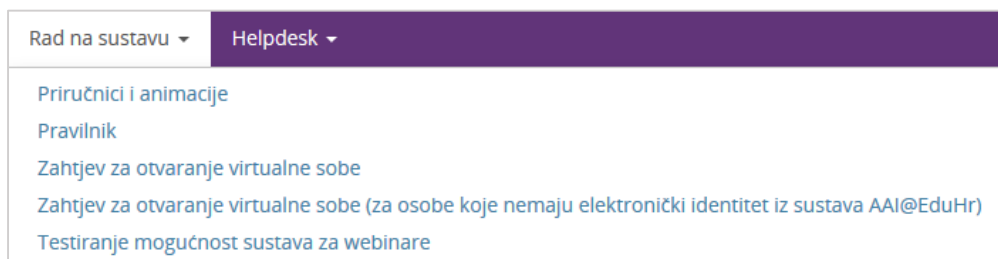 Rad na sustavu Helpdesk
Priručnici i animacije
Pravilnik
Zahtjev za otvaranje virtualne sobe
Zahtjev za otvaranje virtualne sobe (za osobe koje nemaju elektronički identitet iz sustava AAI@EduHr)
Testiranje mogućnost sustava za webinare